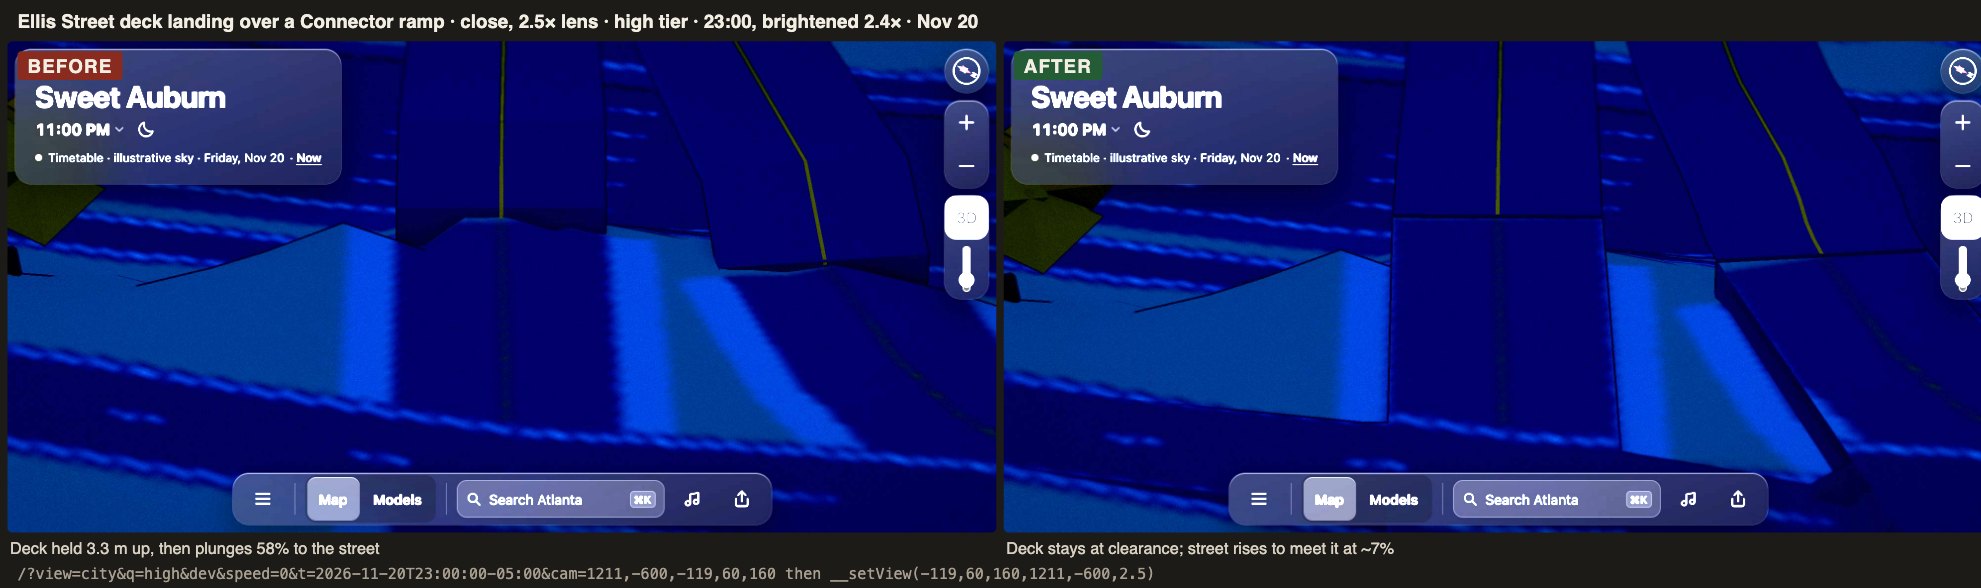 Ellis Street deck landing over a Connector ramp · close, 2.5× lens · high tier · 23:00, brightened 2.4× · Nov 20
BEFORE
Sweet Auburn
11:00 PM
Timetable · illustrative sky · Friday, Nov 20 · Now
+
−
3D
Map
Models
Search Atlanta
⌘K
Deck held 3.3 m up, then plunges 58% to the street
AFTER
Sweet Auburn
11:00 PM
Timetable · illustrative sky · Friday, Nov 20 · Now
+
−
3D
Map
Models
Search Atlanta
⌘K
Deck stays at clearance; street rises to meet it at ~7%
/?view=city&q=high&dev&speed=0&t=2026-11-20T23:00:00-05:00&cam=1211,-600,-119,60,160 then __setView(-119,60,160,1211,-600,2.5)